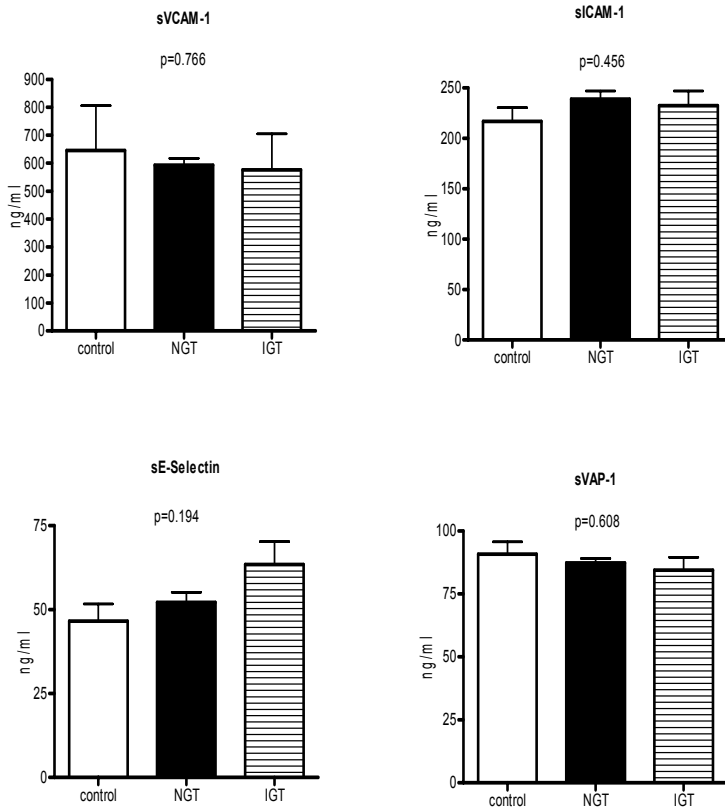 sVCAM-1
p=0.766
900
800
700
600
500
400
300
200
100
0
ng/ml
control NGT IGT
sICAM-1
p=0.456
250
200
150
100
50
0
ng/ml
control NGT IGT
sE-Selectin
p=0.194
75
50
25
0
ng/ml
control NGT IGT
sVAP-1
p=0.608
100
75
50
25
0
ng/ml
control NGT IGT